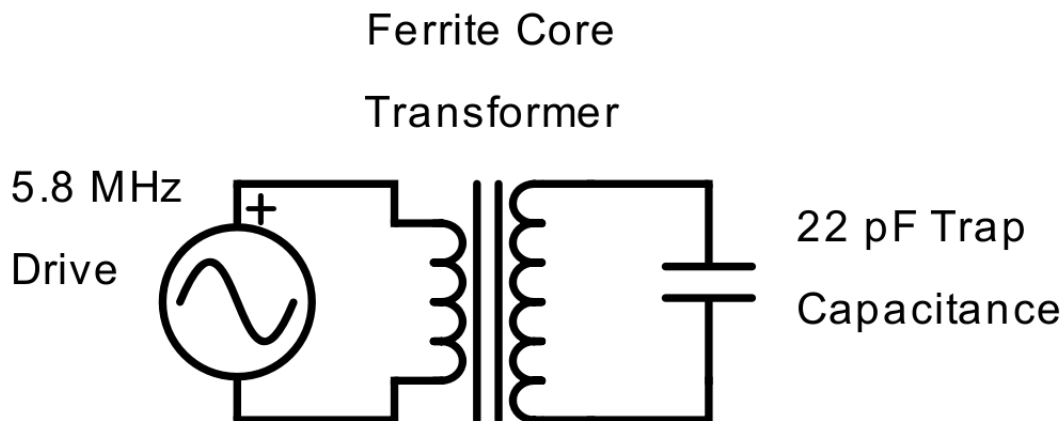 Ferrite Core
Transformer
5.8 MHz
Drive
+
22 pF Trap
Capacitance